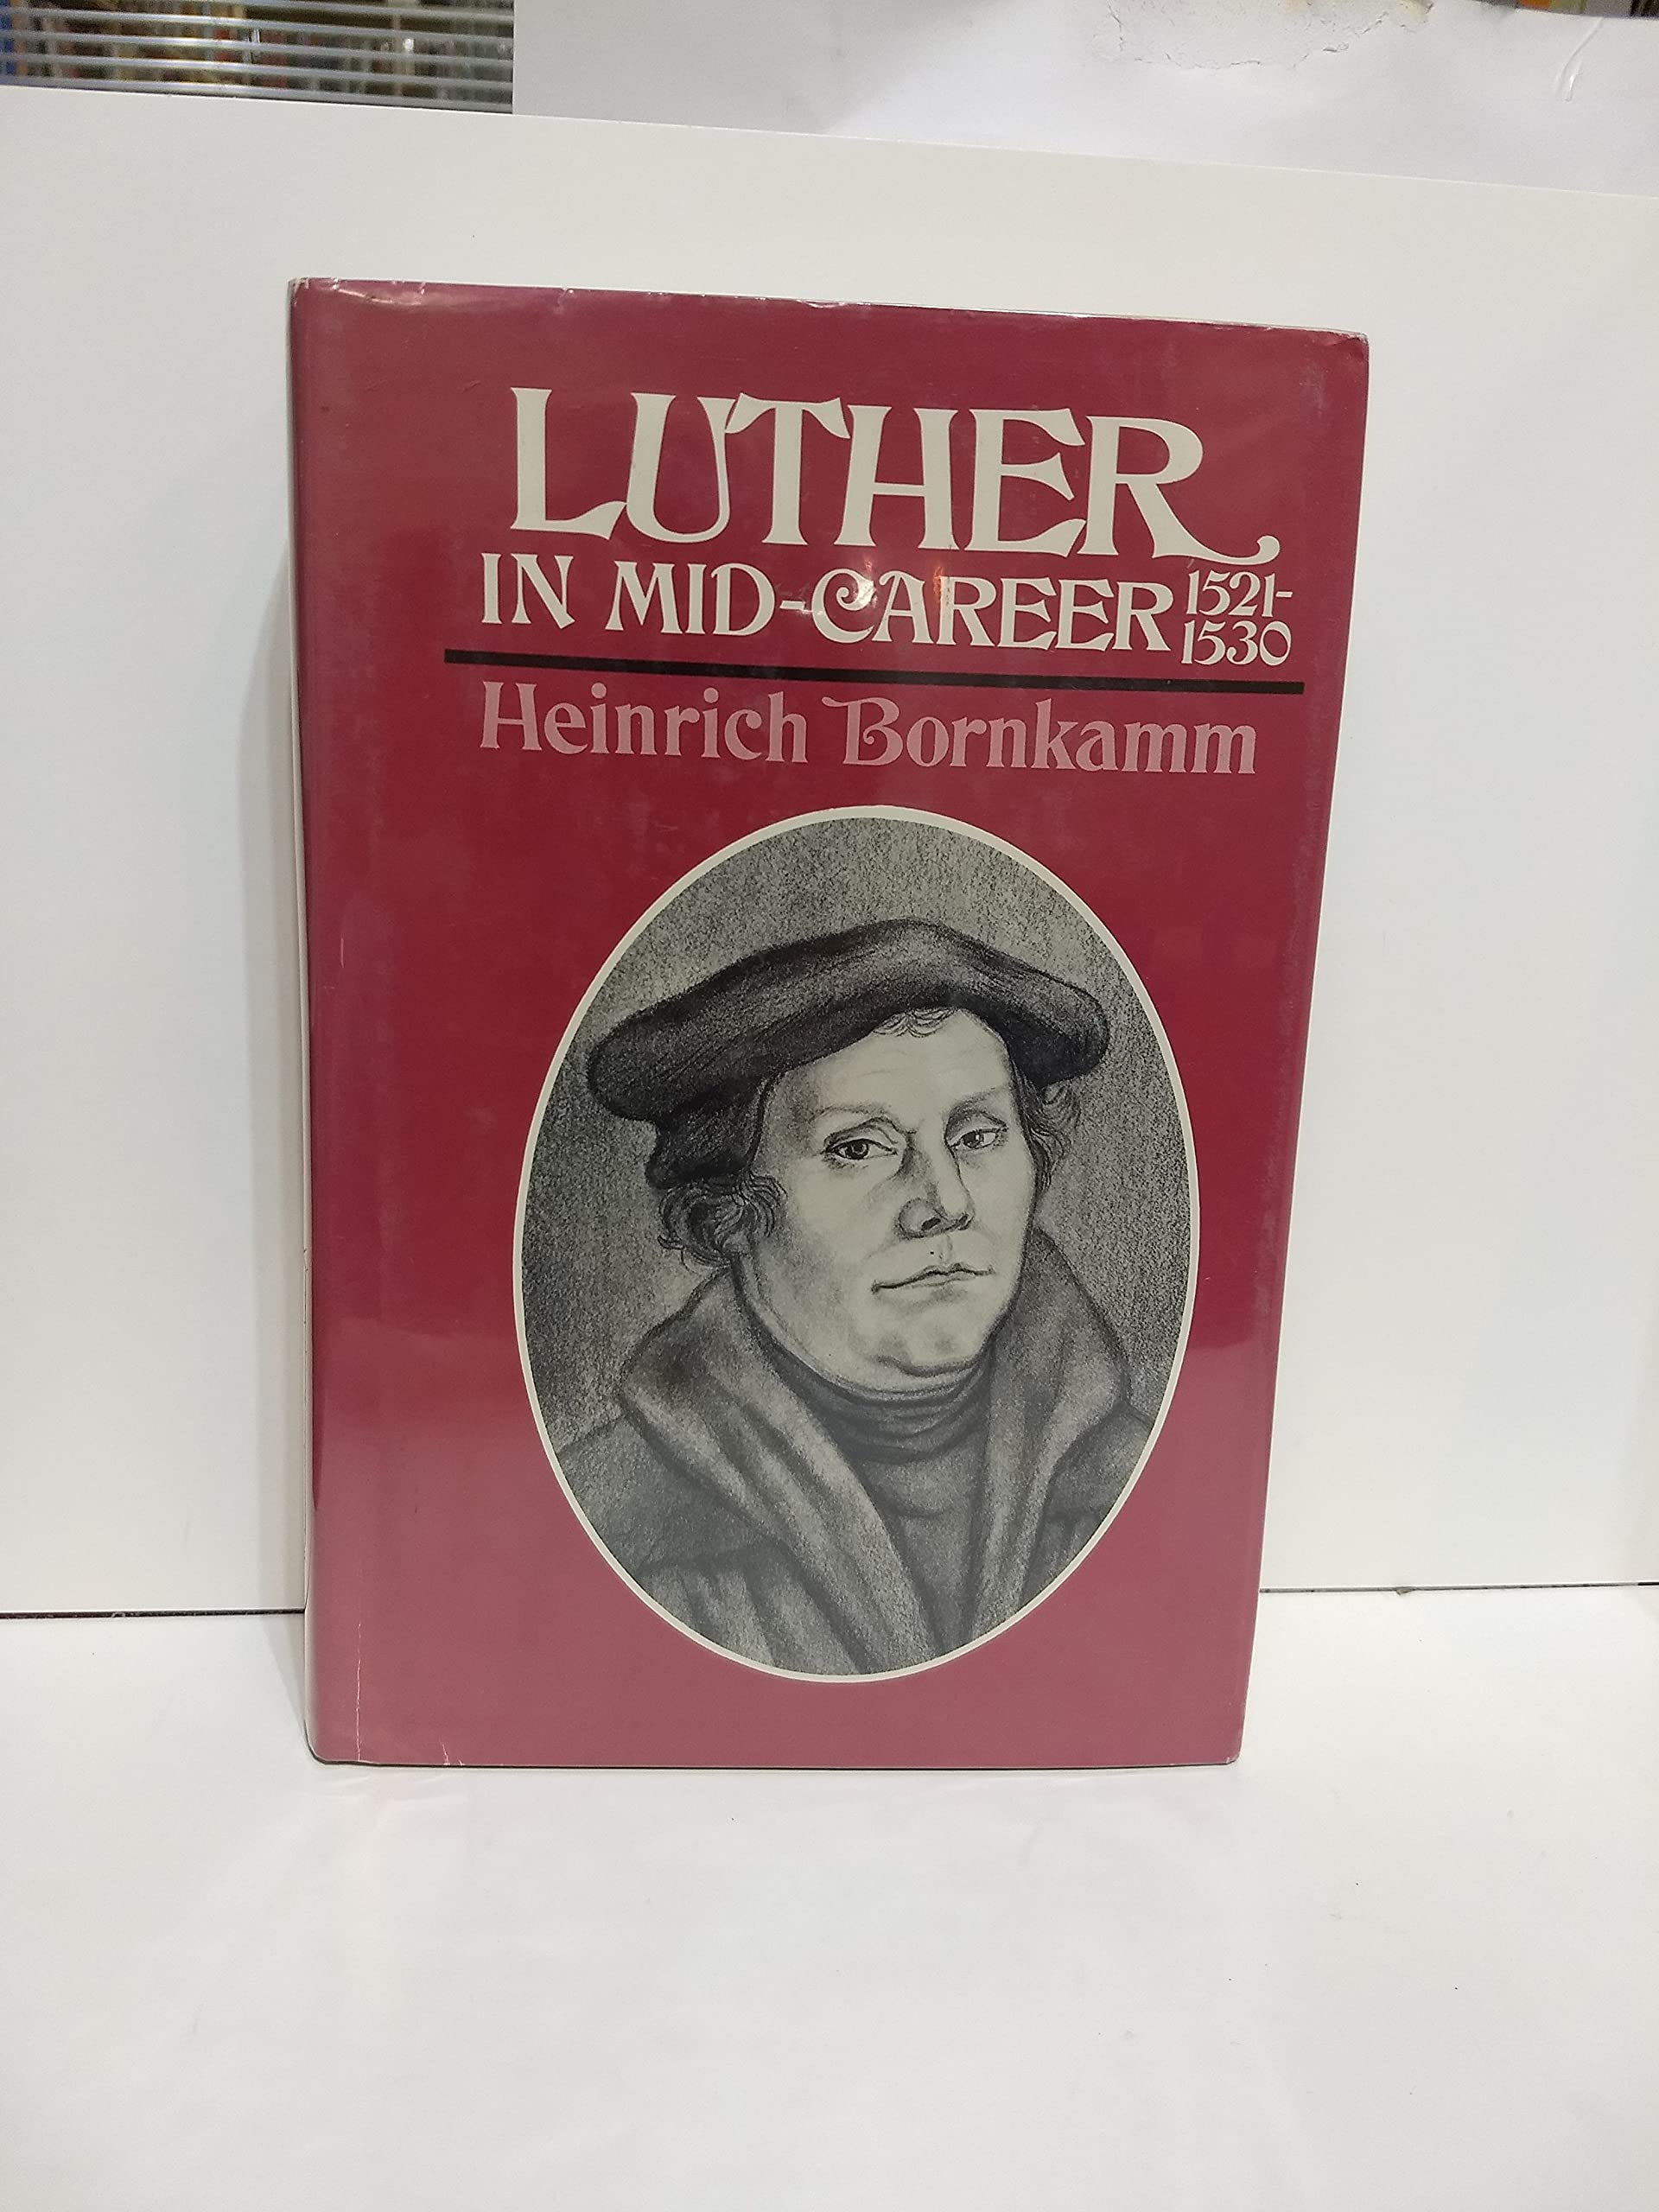 LUTHER
IN MID-CAREER 1521-
1530
Heinrich Bornkamm